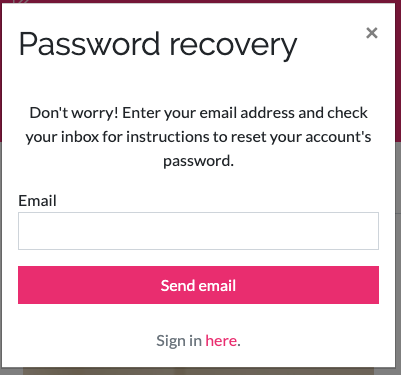 Password recovery
×
Don't worry! Enter your email address and check
your inbox for instructions to reset your account's
password.
Email
Send email
Sign in here.